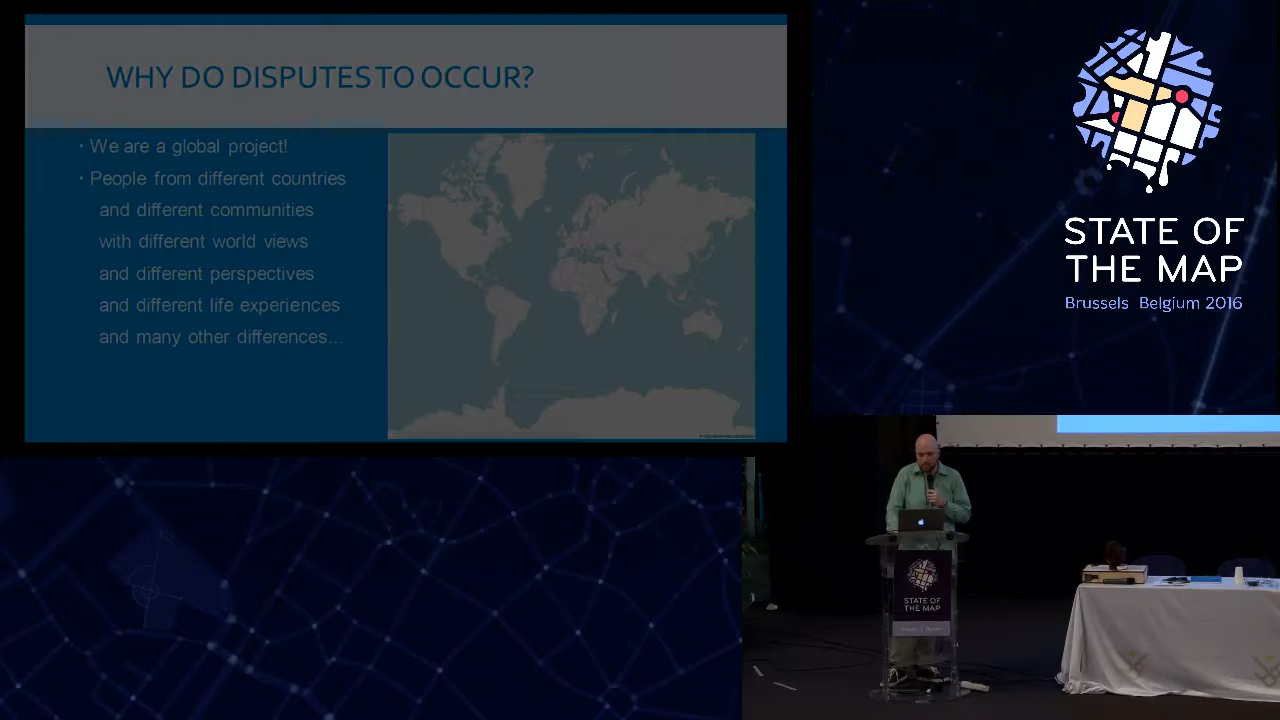 WHY DO DISPUTES TO OCCUR?
• We are a global project!
• People from different countries
and different communities
with different world views
and different perspectives
and different life experiences
and many other differences...
STATE OF
THE MAP
Brussels Belgium 2016
STATE OF
THE MAP